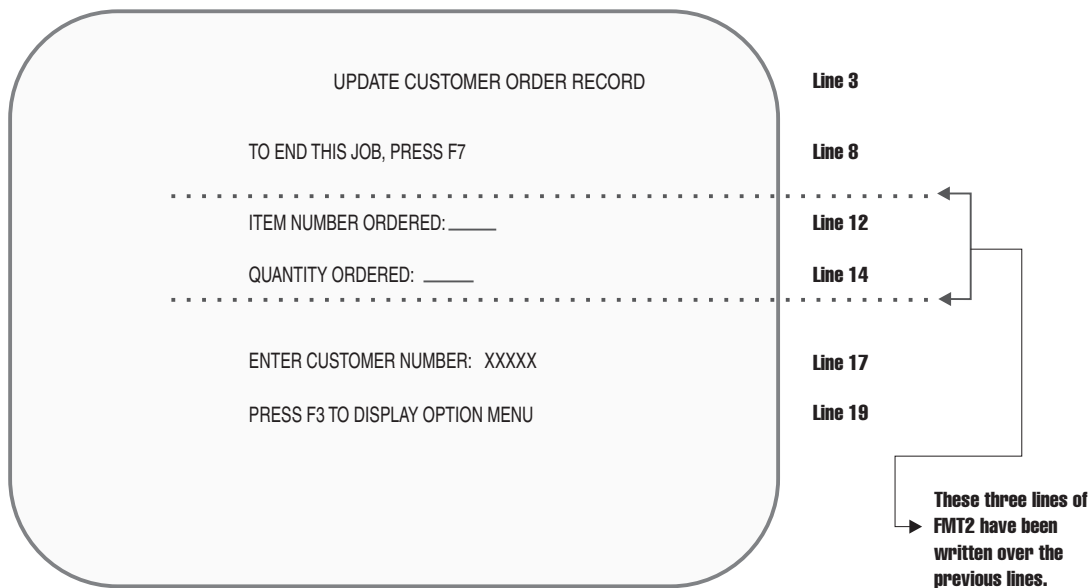 UPDATE CUSTOMER ORDER RECORD Line 3
TO END THIS JOB, PRESS F7 Line 8
ITEM NUMBER ORDERED: _____ Line 12
QUANTITY ORDERED: _____ Line 14
ENTER CUSTOMER NUMBER: XXXXX Line 17
PRESS F3 TO DISPLAY OPTION MENU Line 19
These three lines of
FMT2 have been
written over the
previous lines.